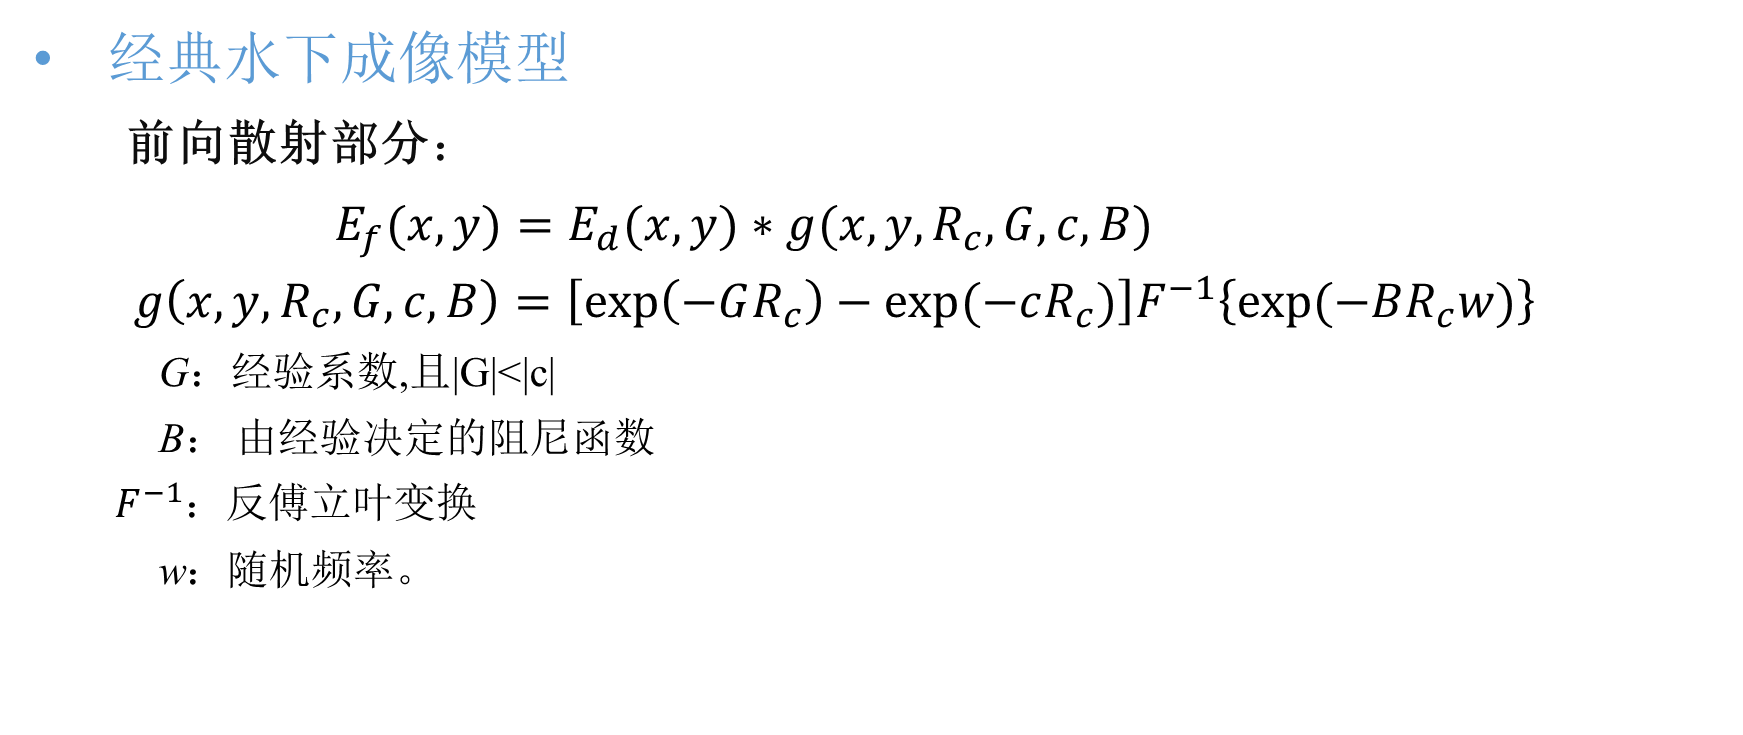 • 经典水下成像模型
前向散射部分：
E_f(x, y) = E_d(x, y) ∗ g(x, y, R_c, G, c, B)
g(x, y, R_c, G, c, B) = [exp(−GR_c) − exp(−cR_c)]F⁻¹{exp(−BR_cw)}
G：经验系数,且|G|<|c|
B： 由经验决定的阻尼函数
F⁻¹：反傅立叶变换
w：随机频率。